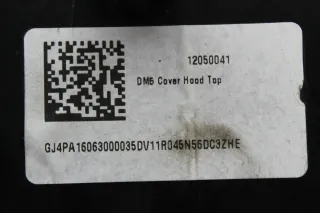 12050041
DM6 Cover Hood Top
GJ4PA16063000035DV11R045N56DC3ZHE